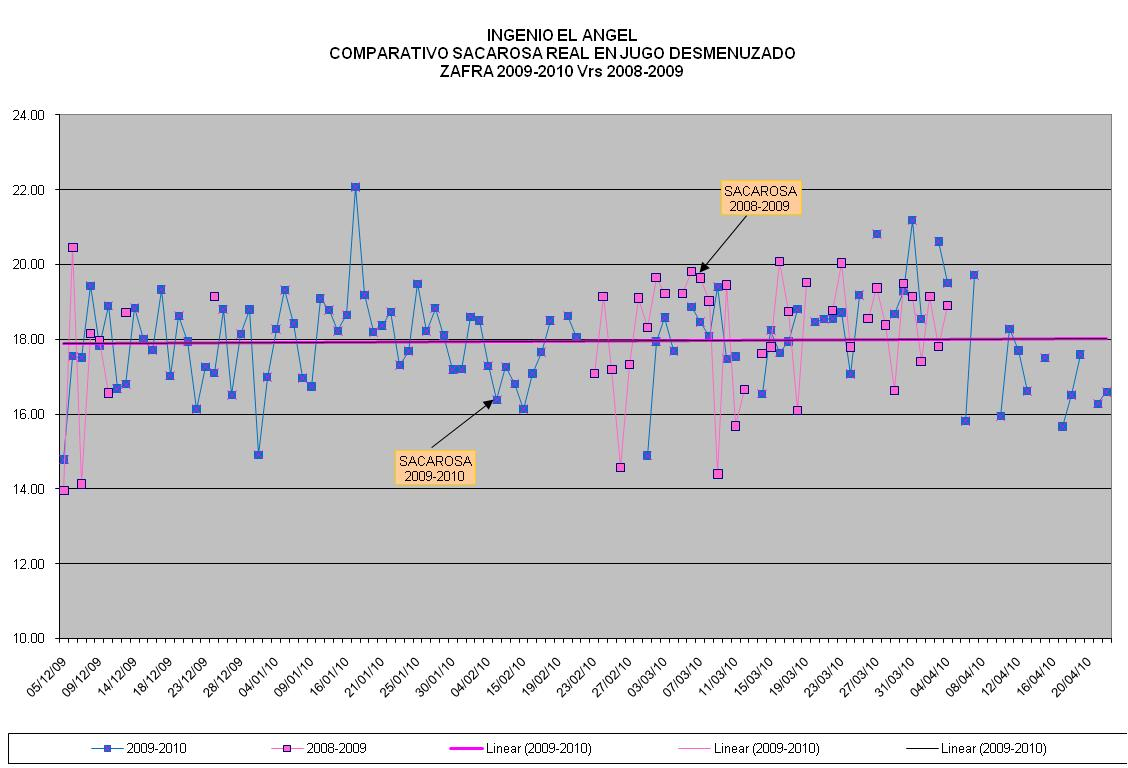 INGENIO EL ANGEL
COMPARATIVO SACAROSA REAL EN JUGO DESMENUZADO
ZAFRA 2009-2010 Vrs 2008-2009
24.00
22.00
20.00
18.00
16.00
14.00
12.00
10.00
SACAROSA
2008-2009
SACAROSA
2009-2010
05/12/09 09/12/09 14/12/09 18/12/09 23/12/09 28/12/09 04/01/10 09/01/10 16/01/10 21/01/10 25/01/10 30/01/10 04/02/10 15/02/10 19/02/10 23/02/10 27/02/10 03/03/10 07/03/10 11/03/10 15/03/10 19/03/10 23/03/10 27/03/10 31/03/10 04/04/10 08/04/10 12/04/10 16/04/10 20/04/10
2009-2010 2008-2009 Linear (2009-2010) Linear (2009-2010) Linear (2009-2010)